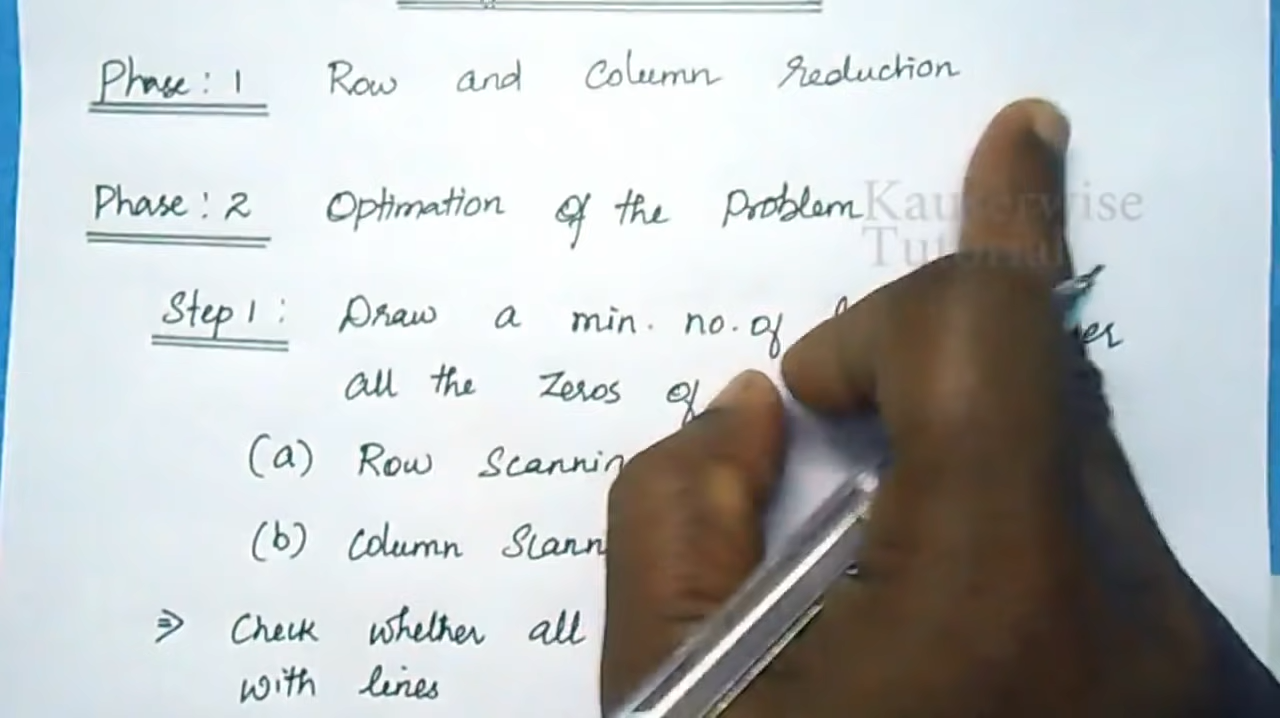 Phase: 1 Row and Column reduction
Phase: 2 Optimation of the Problem
Step 1: Draw a min. no. of
all the zeros of
(a) Row Scannin
(b) Column Scann
⇒ Check whether all
with lines